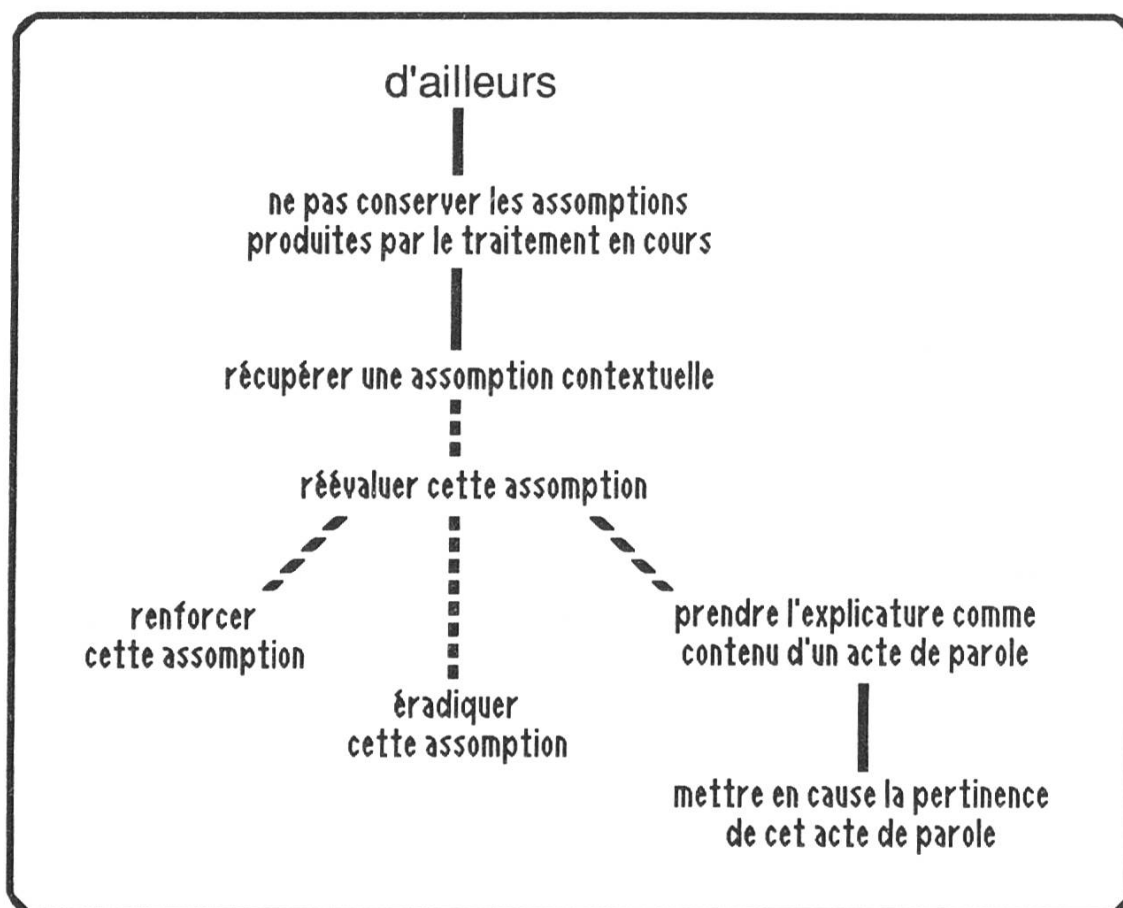 d'ailleurs
ne pas conserver les assomptions
produites par le traitement en cours
récupérer une assomption contextuelle
réévaluer cette assomption
renforcer
cette assomption
éradiquer
cette assomption
prendre l'explicature comme
contenu d'un acte de parole
mettre en cause la pertinence
de cet acte de parole